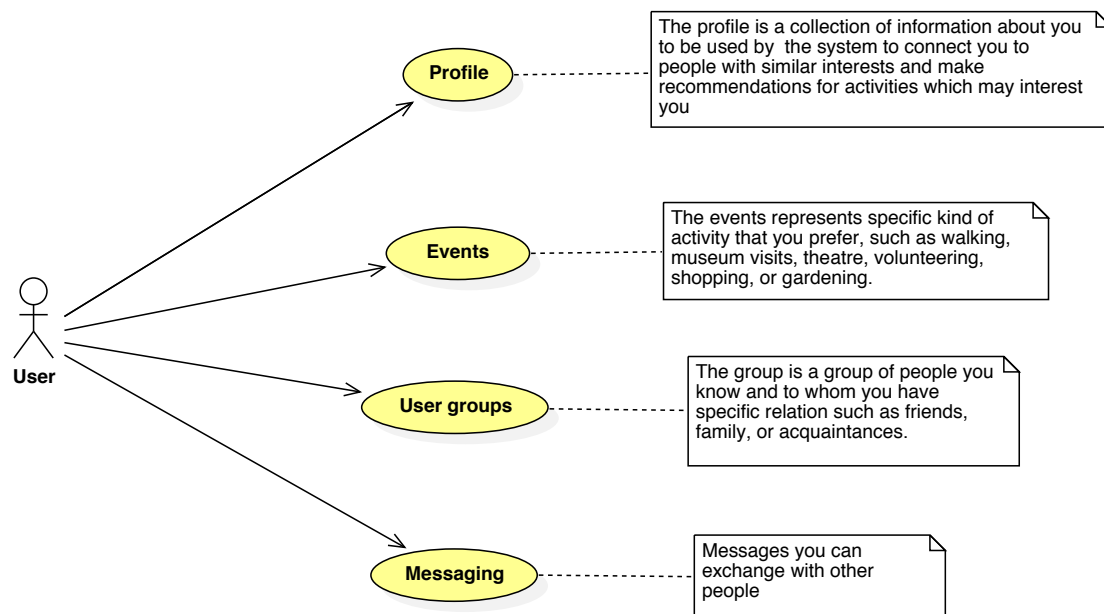 Profile
The profile is a collection of information about you
to be used by  the system to connect you to
people with similar interests and make
recommendations for activities which may interest
you
Events
The events represents specific kind of
activity that you prefer, such as walking,
museum visits, theatre, volunteering,
shopping, or gardening.
User
User groups
The group is a group of people you
know and to whom you have
specific relation such as friends,
family, or acquaintances.
Messaging
Messages you can
exchange with other
people